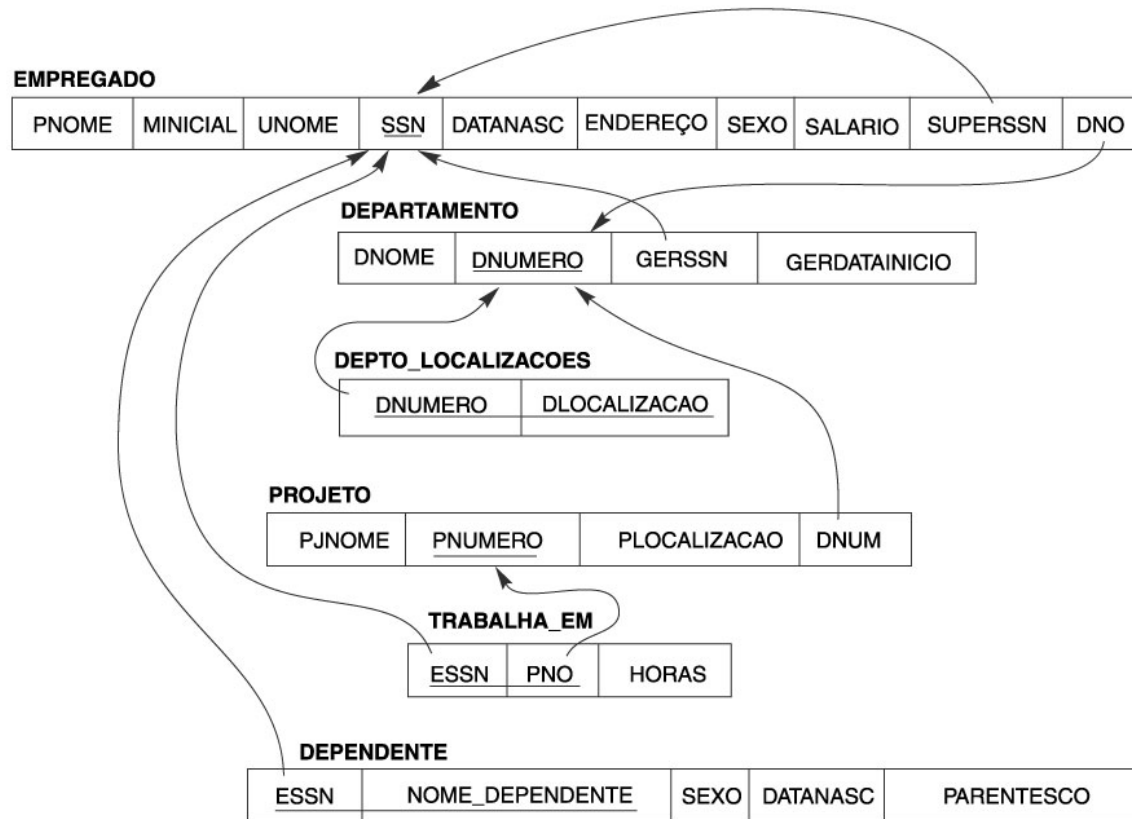 EMPREGADO
PNOME MINICIAL UNOME SSN DATANASC ENDEREÇO SEXO SALARIO SUPERSSN DNO
DEPARTAMENTO
DNOME DNUMERO GERSSN GERDATAINICIO
DEPTO_LOCALIZACOES
DNUMERO DLOCALIZACAO
PROJETO
PJNOME PNUMERO PLOCALIZACAO DNUM
TRABALHA_EM
ESSN PNO HORAS
DEPENDENTE
ESSN NOME_DEPENDENTE SEXO DATANASC PARENTESCO